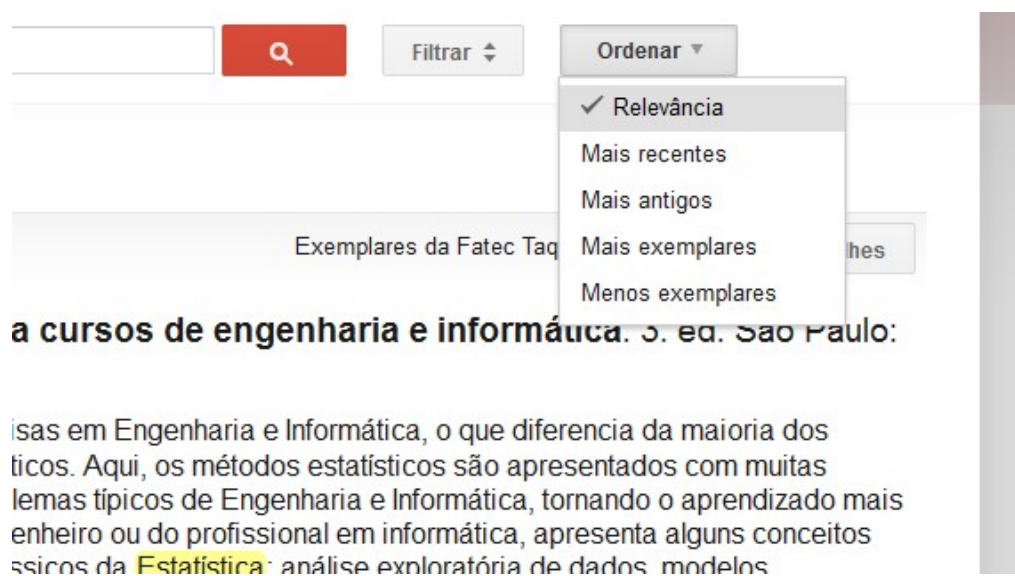 Filtrar
Ordenar
Relevância
Mais recentes
Mais antigos
Exemplares da Fatec Taq
Mais exemplares
lhes
Menos exemplares
a cursos de engenharia e informática. 3. ed. São Paulo:
isas em Engenharia e Informática, o que diferencia da maioria dos
ticos. Aqui, os métodos estatísticos são apresentados com muitas
lemas típicos de Engenharia e Informática, tornando o aprendizado mais
enheiro ou do profissional em informática, apresenta alguns conceitos
ssicos da Estatística: análise exploratória de dados, modelos